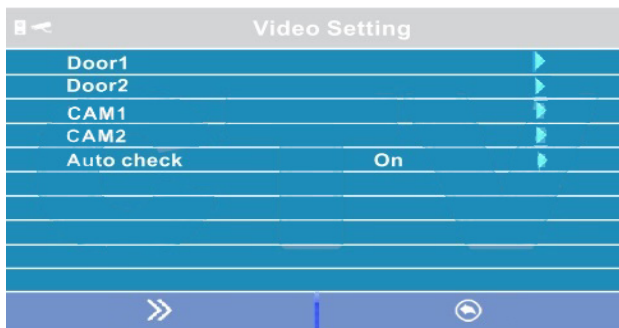 Video Setting
Door1
Door2
CAM1
CAM2
Auto check On